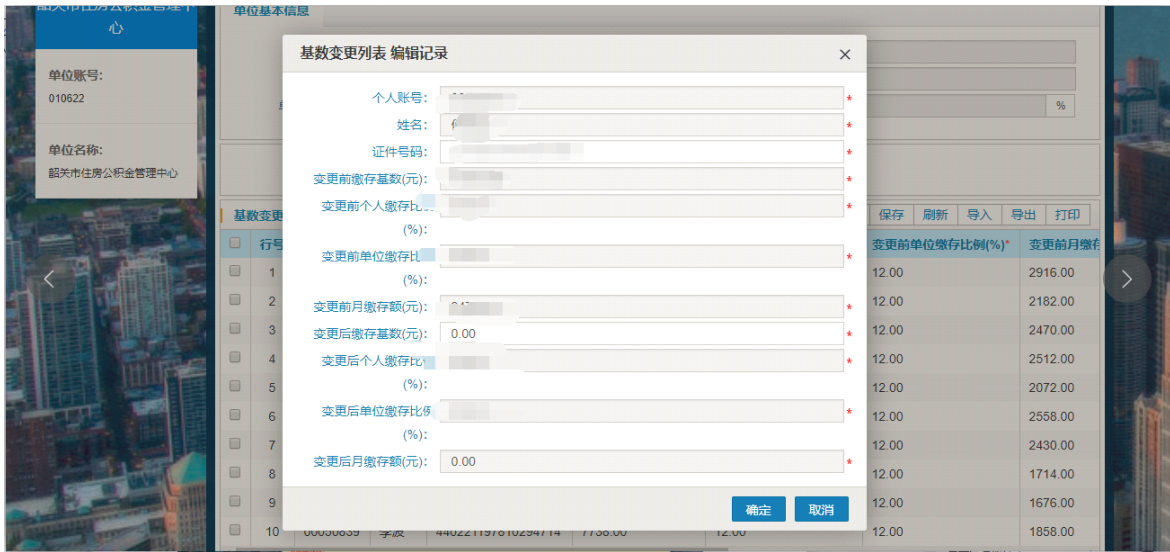 韶关市住房公积金管理中
心
单位账号：
010622
单位名称：
韶关市住房公积金管理中心
单位基本信息
%
基数变更列表 编辑记录
×
个人账号：
*
姓名：
*
证件号码：
*
变更前缴存基数(元)：
*
变更前个人缴存比
(%)：
*
变更前单位缴存比
(%)：
*
变更前月缴存额(元)：
*
变更后缴存基数(元)：
0.00
*
变更后个人缴存比
(%)：
*
变更后单位缴存比例
(%)：
*
变更后月缴存额(元)：
0.00
*
确定 取消
基数变更
保存 刷新 导入 导出 打印
行号 变更前单位缴存比例(%)* 变更前月缴存
1 12.00 2916.00
2 12.00 2182.00
3 12.00 2470.00
4 12.00 2512.00
5 12.00 2072.00
6 12.00 2558.00
7 12.00 2430.00
8 12.00 1714.00
9 12.00 1676.00
10 00050839 李波 440221197810294714 7738.00 12.00 12.00 1858.00